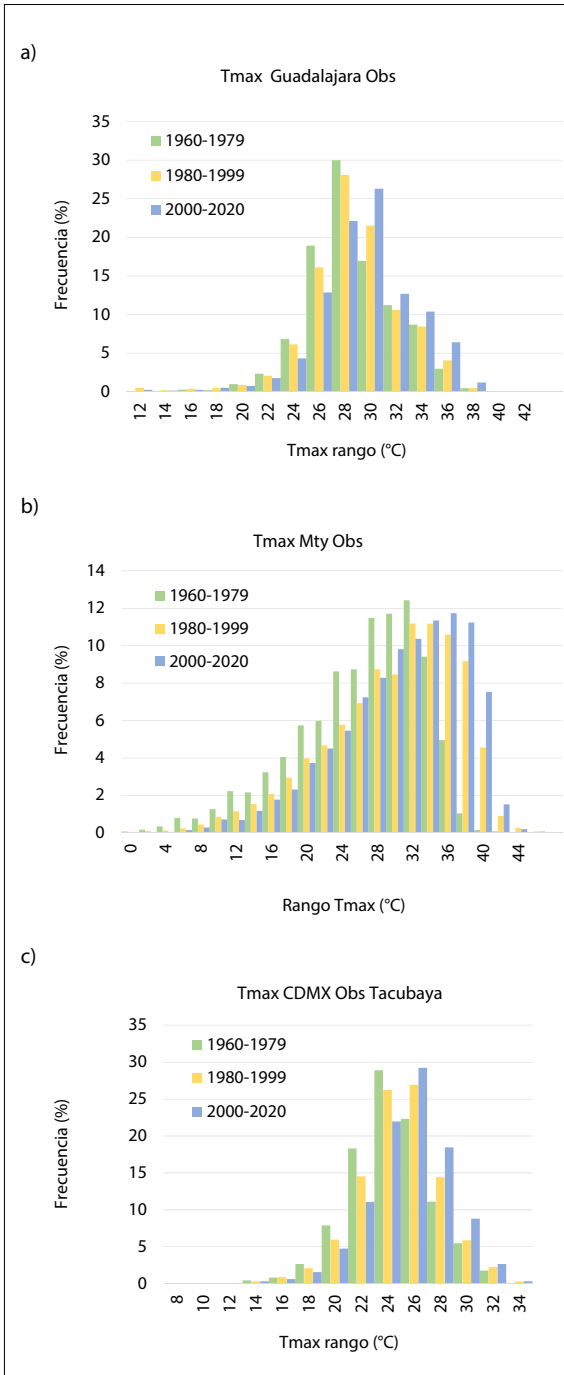 a)
Tmax Guadalajara Obs
35
30
25
20
15
10
5
0
Frecuencia (%)
1960-1979
1980-1999
2000-2020
12 14 16 18 20 22 24 26 28 30 32 34 36 38 40 42
Tmax rango (°C)
b)
Tmax Mty Obs
14
12
10
8
6
4
2
0
Frecuencia (%)
1960-1979
1980-1999
2000-2020
0 4 8 12 16 20 24 28 32 36 40 44
Rango Tmax (°C)
c)
Tmax CDMX Obs Tacubaya
35
30
25
20
15
10
5
0
Frecuencia (%)
1960-1979
1980-1999
2000-2020
8 10 12 14 16 18 20 22 24 26 28 30 32 34
Tmax rango (°C)